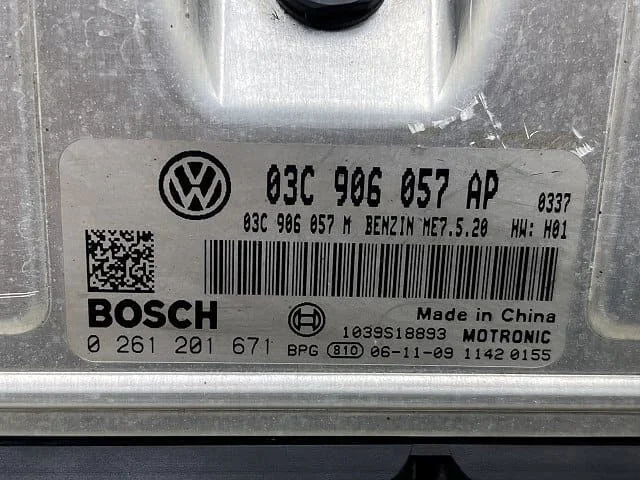 03C 906 057 AP 0337
03C 906 057 M BENZIN ME7.5.20 HW: H01
BOSCH
Made in China
1039S18893 MOTRONIC
0 261 201 671 BPG 810 06-11-09 1142 0155